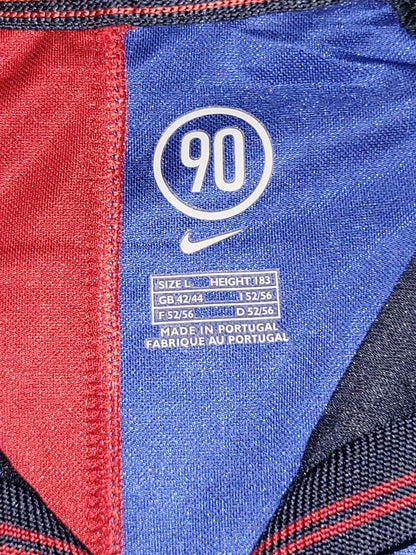 90
SIZE L HEIGHT 183
GB 42/44 I 52/56
F 52/56 D 52/56
MADE IN PORTUGAL
FABRIQUE AU PORTUGAL